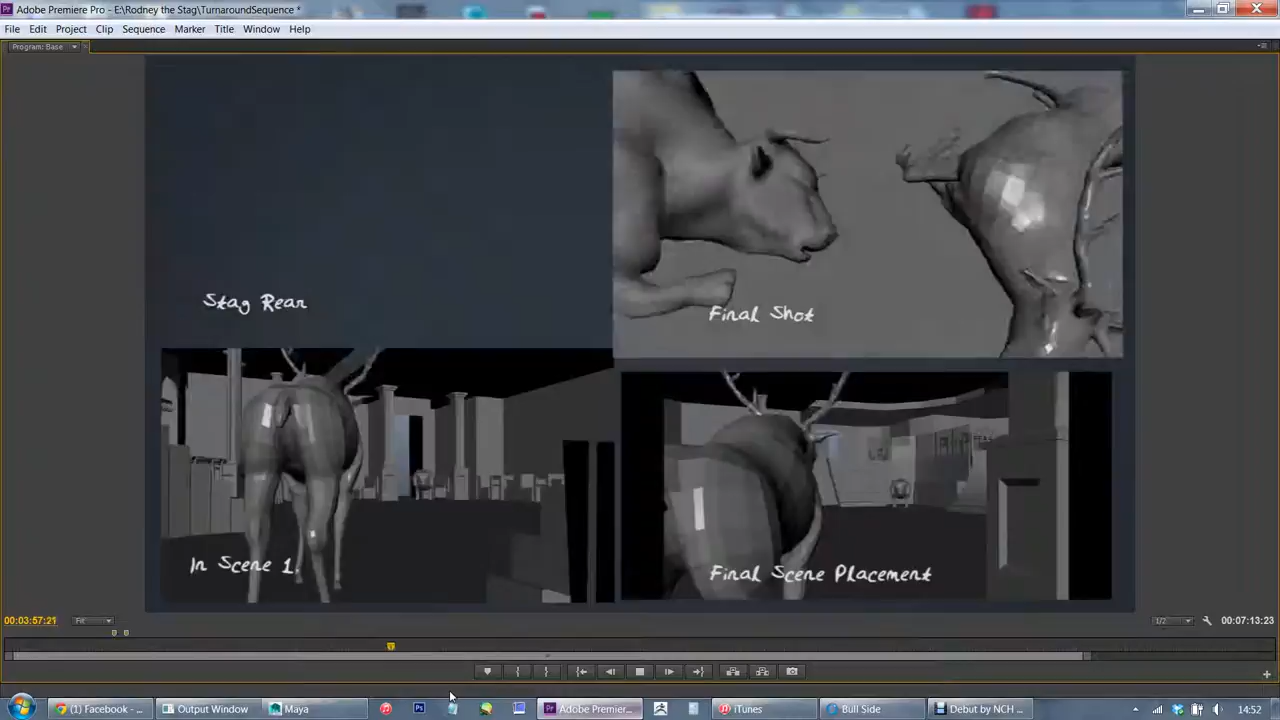 Adobe Premiere Pro - E:\Rodney the Stag\TurnaroundSequence *
File Edit Project Clip Sequence Marker Title Window Help
Program: Base
Stag Rear
Final Shot
In Scene 1.
Final Scene Placement
00:03:57:21
Fit
1/2
00:07:13:23
(1) Facebook - ...
Output Window
Maya
Adobe Premier...
iTunes
Bull Side
Debut by NCH ...
14:52